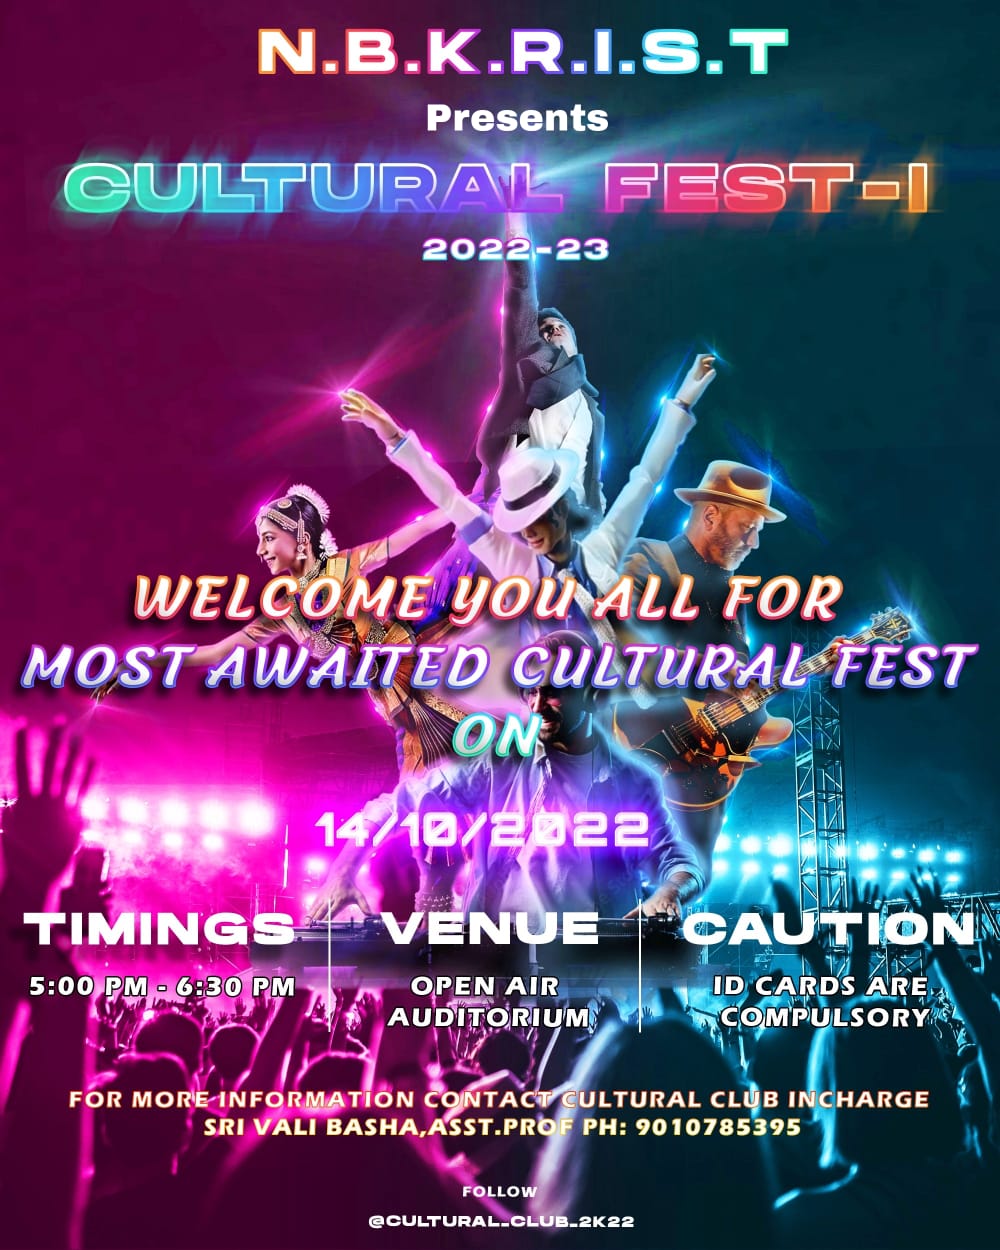 N.B.K.R.I.S.T
Presents
CULTURAL FEST-I
2022-23
WELCOME YOU ALL FOR
MOST AWAITED CULTURAL FEST
ON
14/10/2022
TIMINGS
5:00 PM - 6:30 PM
VENUE
OPEN AIR
AUDITORIUM
CAUTION
ID CARDS ARE
COMPULSORY
FOR MORE INFORMATION CONTACT CULTURAL CLUB INCHARGE
SRI VALI BASHA,ASST.PROF PH: 9010785395
FOLLOW
@CULTURAL_CLUB_2K22